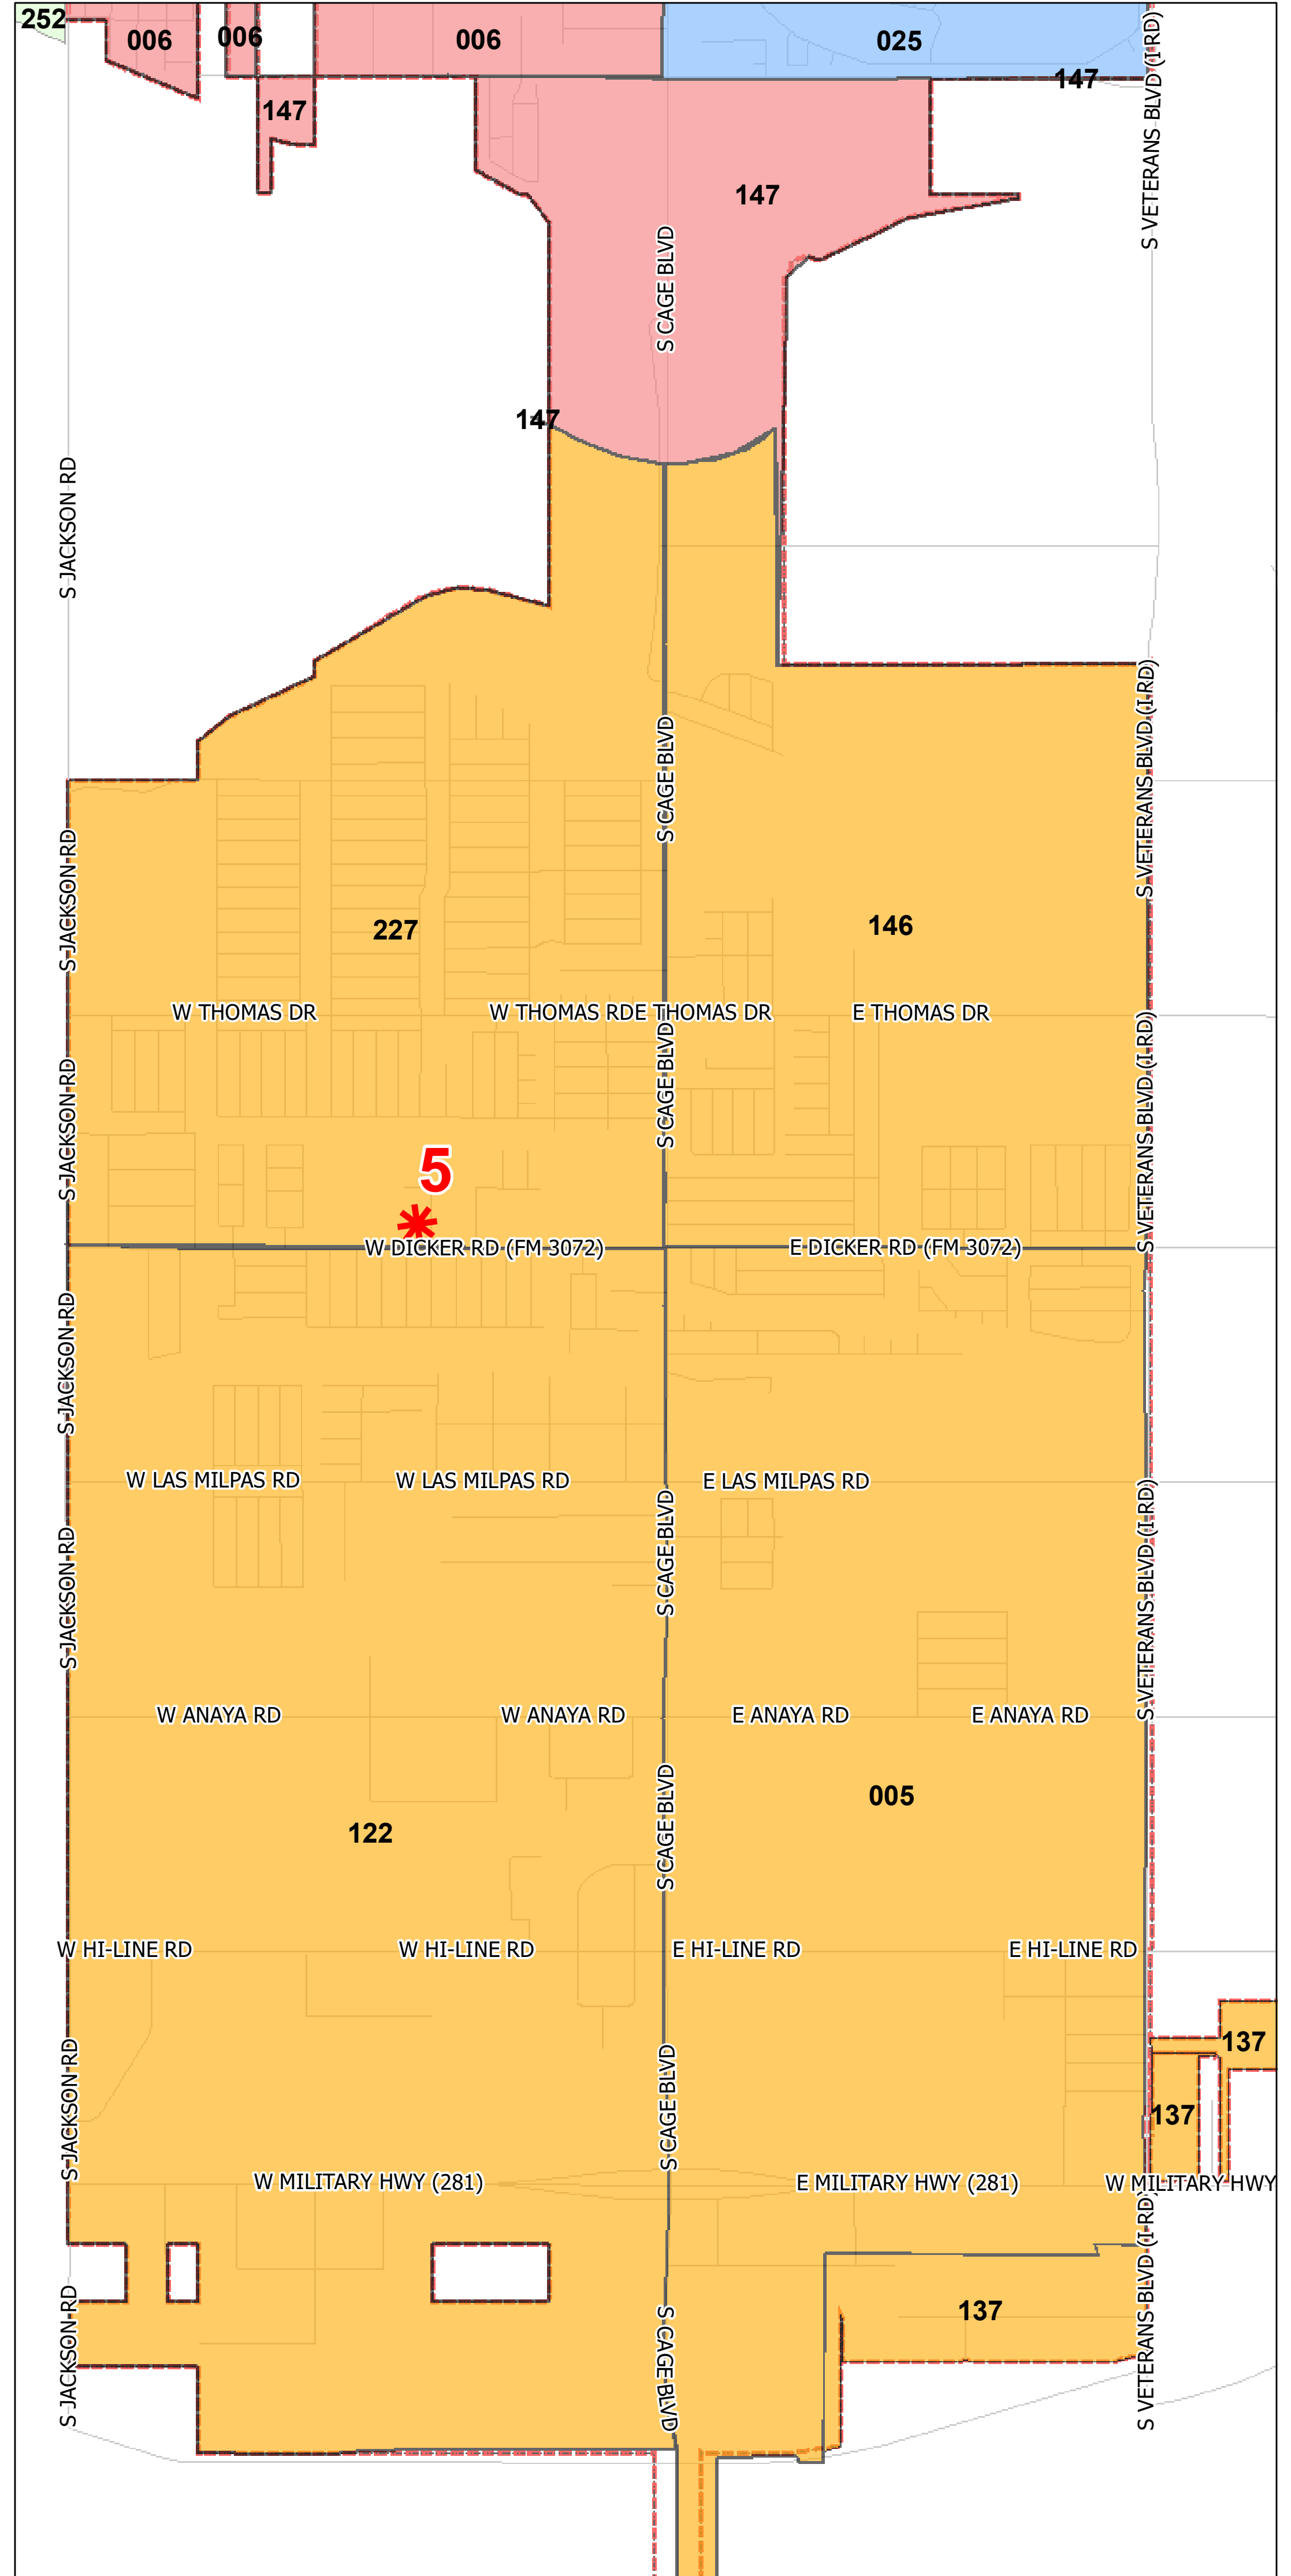 252
006
006
006
025
147
147
S VETERANS BLVD (I RD)
147
S CAGE BLVD
147
S JACKSON RD
S VETERANS BLVD (I RD)
S CAGE BLVD
S JACKSON RD
227
146
W THOMAS DR
W THOMAS RD
E THOMAS DR
E THOMAS DR
S CAGE BLVD
S JACKSON RD
S VETERANS BLVD (I RD)
5
W DICKER RD (FM 3072)
E DICKER RD (FM 3072)
S JACKSON RD
W LAS MILPAS RD
W LAS MILPAS RD
E LAS MILPAS RD
S CAGE BLVD
S JACKSON RD
S VETERANS BLVD (I RD)
W ANAYA RD
W ANAYA RD
E ANAYA RD
E ANAYA RD
005
122
S CAGE BLVD
W HI-LINE RD
W HI-LINE RD
E HI-LINE RD
E HI-LINE RD
137
S JACKSON RD
S CAGE BLVD
137
W MILITARY HWY (281)
E MILITARY HWY (281)
W MILITARY HWY
137
S JACKSON RD
S CAGE BLVD
S VETERANS BLVD (I RD)